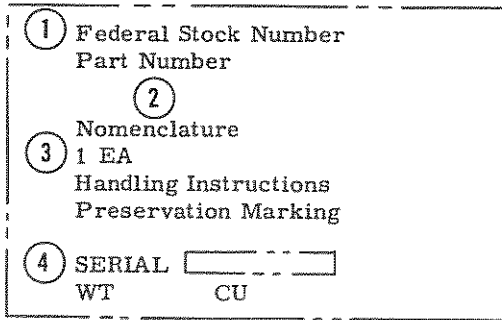 1 Federal Stock Number
Part Number
2
Nomenclature
3 1 EA
Handling Instructions
Preservation Marking
4 SERIAL
WT CU